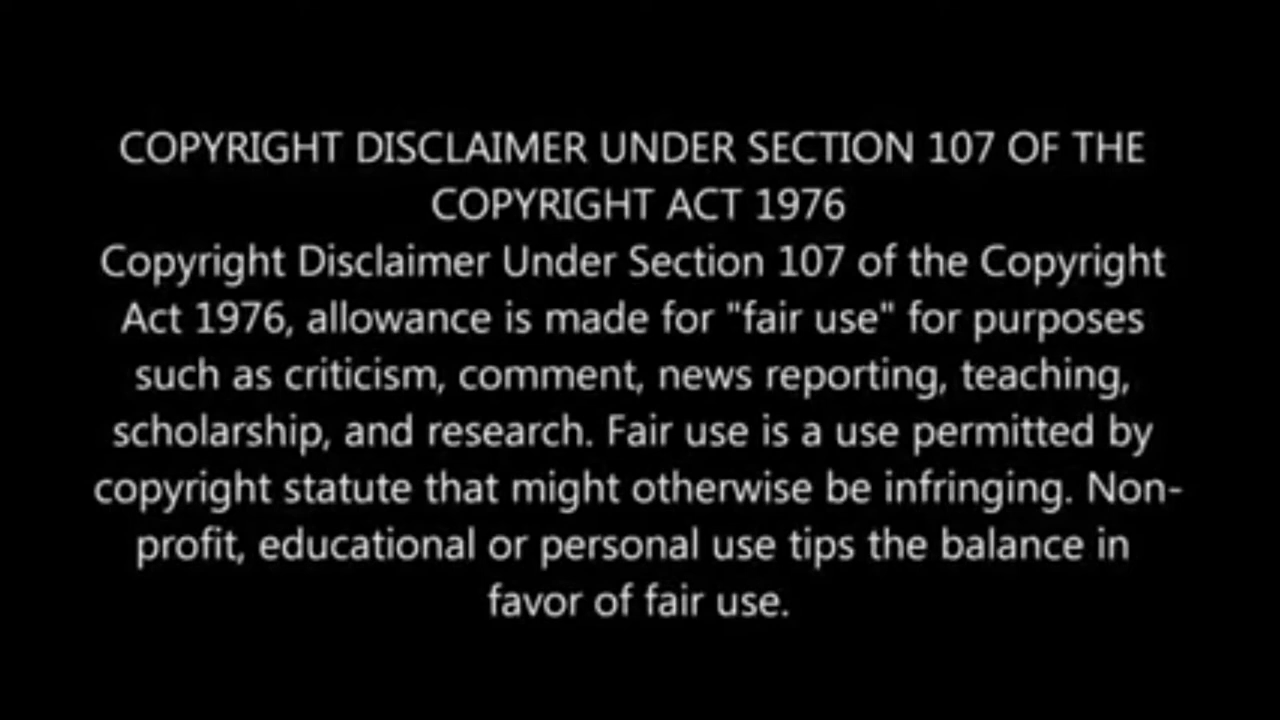 COPYRIGHT DISCLAIMER UNDER SECTION 107 OF THE
COPYRIGHT ACT 1976
Copyright Disclaimer Under Section 107 of the Copyright
Act 1976, allowance is made for "fair use" for purposes
such as criticism, comment, news reporting, teaching,
scholarship, and research. Fair use is a use permitted by
copyright statute that might otherwise be infringing. Non-
profit, educational or personal use tips the balance in
favor of fair use.